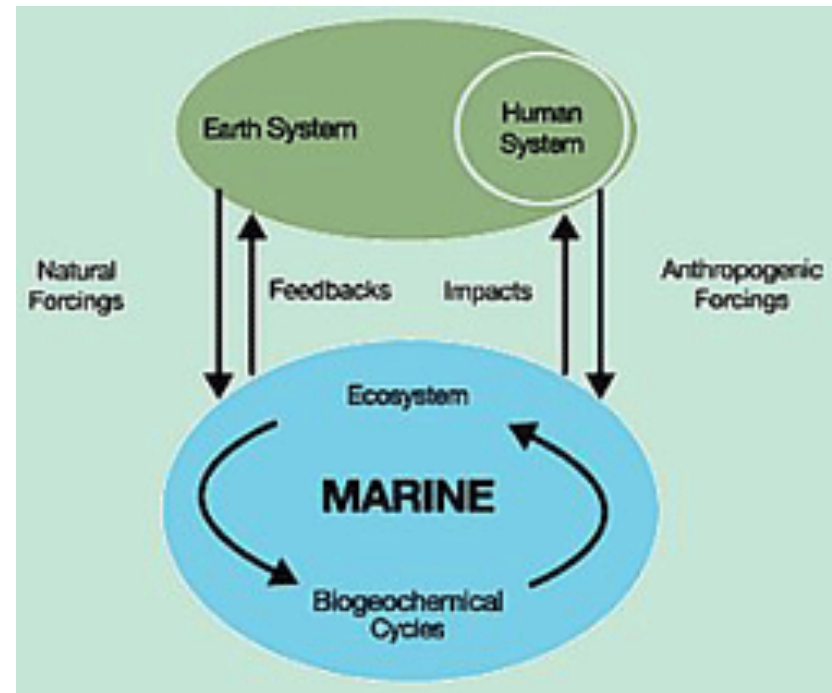 Earth System
Human
System
Natural
Forcings
Feedbacks
Impacts
Anthropogenic
Forcings
Ecosystem
MARINE
Biogeochemical
Cycles